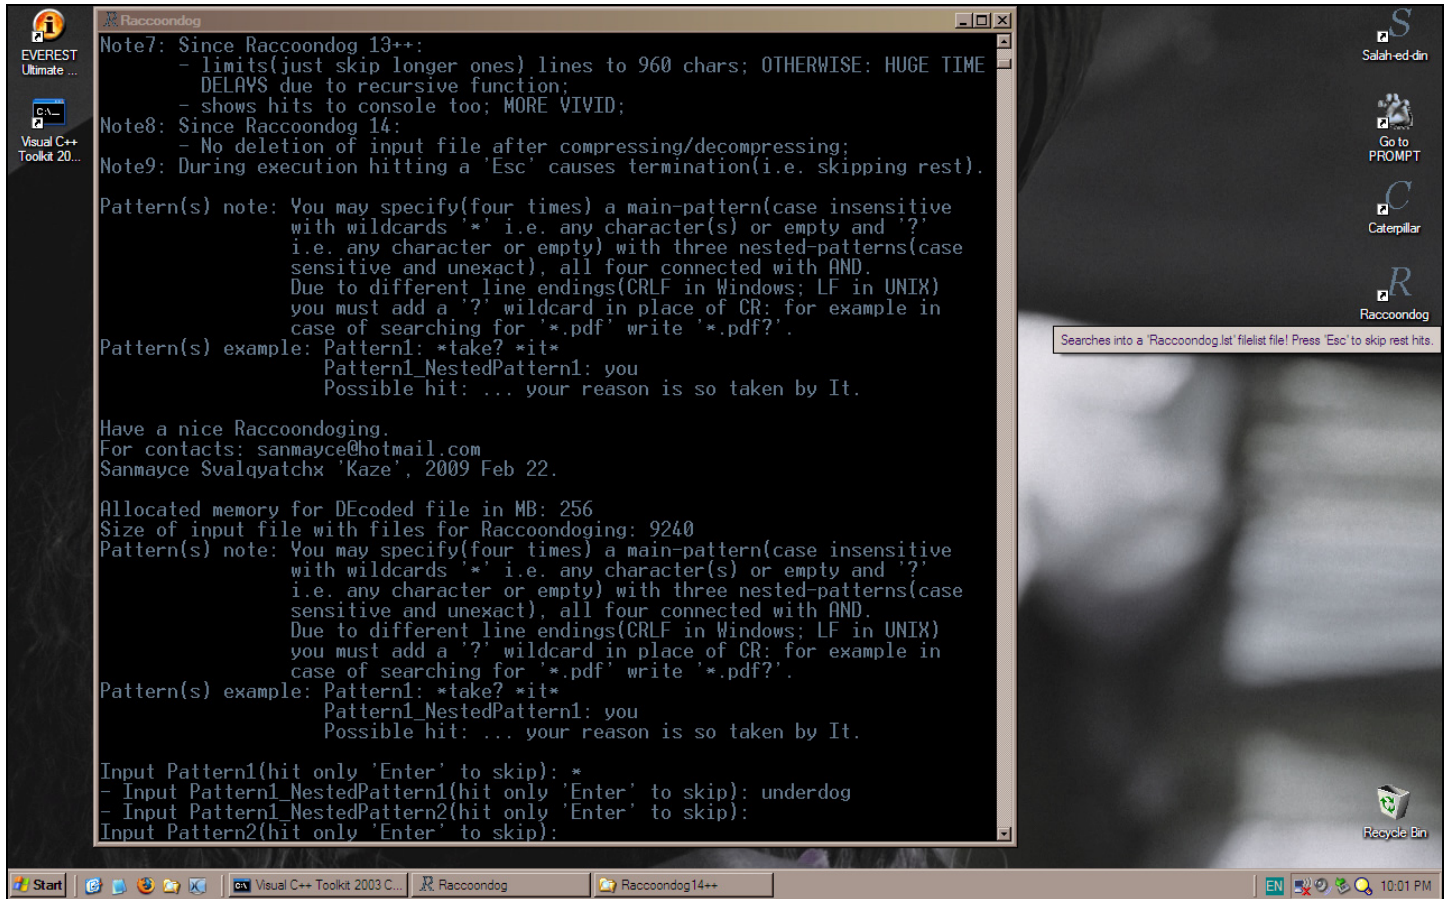 EVEREST
Ultimate ...
Visual C++
Toolkit 20...
Raccoondog
Note7: Since Raccoondog 13++:
- limits(just skip longer ones) lines to 960 chars; OTHERWISE: HUGE TIME
DELAYS due to recursive function;
- shows hits to console too; MORE VIVID;
Note8: Since Raccoondog 14:
- No deletion of input file after compressing/decompressing;
Note9: During execution hitting a 'Esc' causes termination(i.e. skipping rest).
Pattern(s) note: You may specify(four times) a main-pattern(case insensitive
with wildcards '*' i.e. any character(s) or empty and '?'
i.e. any character or empty) with three nested-patterns(case
sensitive and unexact), all four connected with AND.
Due to different line endings(CRLF in Windows; LF in UNIX)
you must add a '?' wildcard in place of CR: for example in
case of searching for '*.pdf' write '*.pdf?'.
Pattern(s) example: Pattern1: *take? *it*
Pattern1_NestedPattern1: you
Possible hit: ... your reason is so taken by It.
Have a nice Raccoondoging.
For contacts: sanmayce@hotmail.com
Sanmayce Svalqyatchx 'Kaze', 2009 Feb 22.
Allocated memory for DEcoded file in MB: 256
Size of input file with files for Raccoondoging: 9240
Pattern(s) note: You may specify(four times) a main-pattern(case insensitive
with wildcards '*' i.e. any character(s) or empty and '?'
i.e. any character or empty) with three nested-patterns(case
sensitive and unexact), all four connected with AND.
Due to different line endings(CRLF in Windows; LF in UNIX)
you must add a '?' wildcard in place of CR: for example in
case of searching for '*.pdf' write '*.pdf?'.
Pattern(s) example: Pattern1: *take? *it*
Pattern1_NestedPattern1: you
Possible hit: ... your reason is so taken by It.
Input Pattern1(hit only 'Enter' to skip): *
- Input Pattern1_NestedPattern1(hit only 'Enter' to skip): underdog
- Input Pattern1_NestedPattern2(hit only 'Enter' to skip):
Input Pattern2(hit only 'Enter' to skip):
S
Salah-ed-din
Go to
PROMPT
C
Caterpillar
R
Raccoondog
Searches into a 'Raccoondog.lst' filelist file! Press 'Esc' to skip rest hits.
Recycle Bin
Start
Visual C++ Toolkit 2003 C...
Raccoondog
Raccoondog14++
EN
10:01 PM